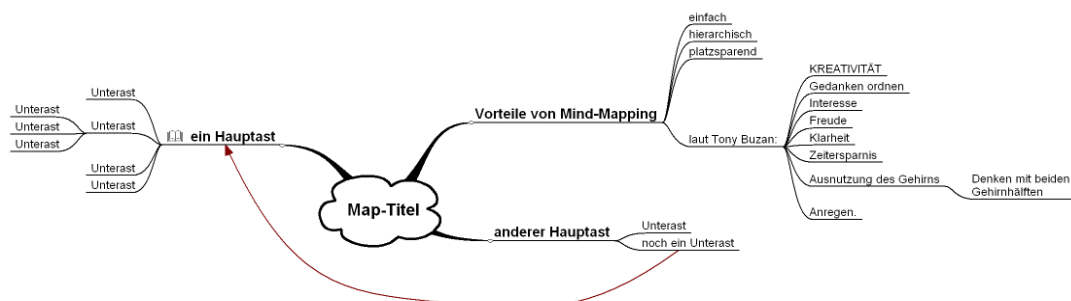 Map-Titel
Vorteile von Mind-Mapping
einfach
hierarchisch
platzsparend
laut Tony Buzan:
KREATIVITÄT
Gedanken ordnen
Interesse
Freude
Klarheit
Zeitersparnis
Ausnutzung des Gehirns
Denken mit beiden
Gehirnhälften
Anregen.
anderer Hauptast
Unterast
noch ein Unterast
ein Hauptast
Unterast
Unterast
Unterast
Unterast
Unterast
Unterast
Unterast